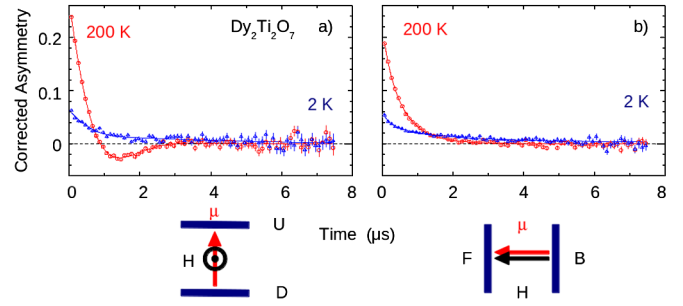 200 K
Dy₂Ti₂O₇
a)
2 K
Corrected Asymmetry
0.2
0.1
0
0 2 4 6 8
200 K
b)
2 K
0 2 4 6 8
Time (μs)
μ
U
H
D
μ
F
B
H